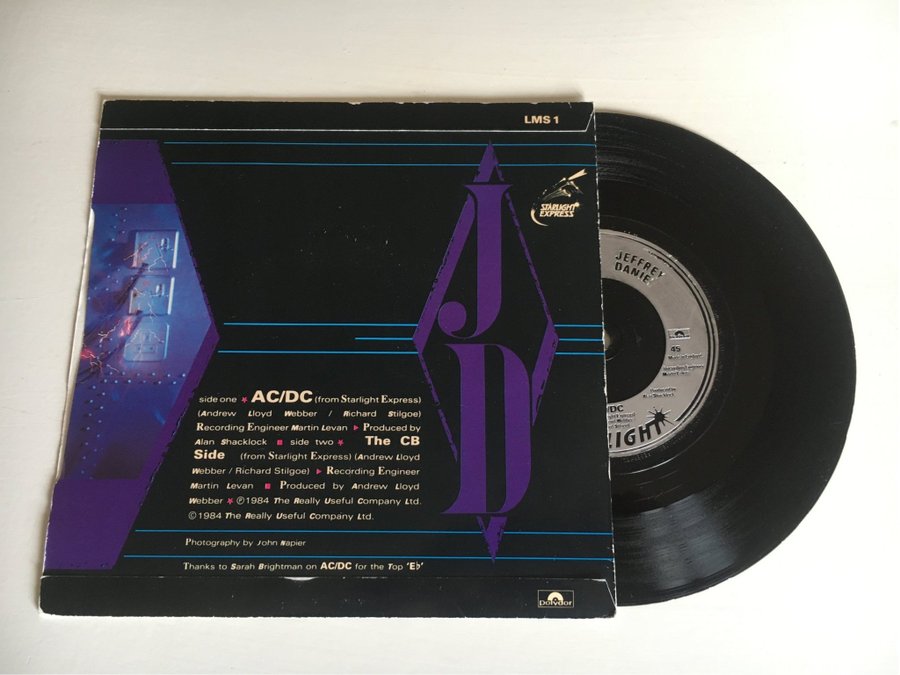 LMS 1
STARLIGHT
EXPRESS
J
D
side one ★ AC/DC (from Starlight Express)
(Andrew Lloyd Webber / Richard Stilgoe)
Recording Engineer Martin Levan ▶ Produced by
Alan Shacklock ■ side two ★ The CB
Side (from Starlight Express) (Andrew Lloyd
Webber / Richard Stilgoe) ▶ Recording Engineer
Martin Levan ■ Produced by Andrew Lloyd
Webber ★ ℗1984 The Really Useful Company Ltd.
©1984 The Really Useful Company Ltd.
Photography by John Napier
Thanks to Sarah Brightman on AC/DC for the Top 'E♭'
polydor
JEFFREY
DANIE
45
/DC
LIGHT